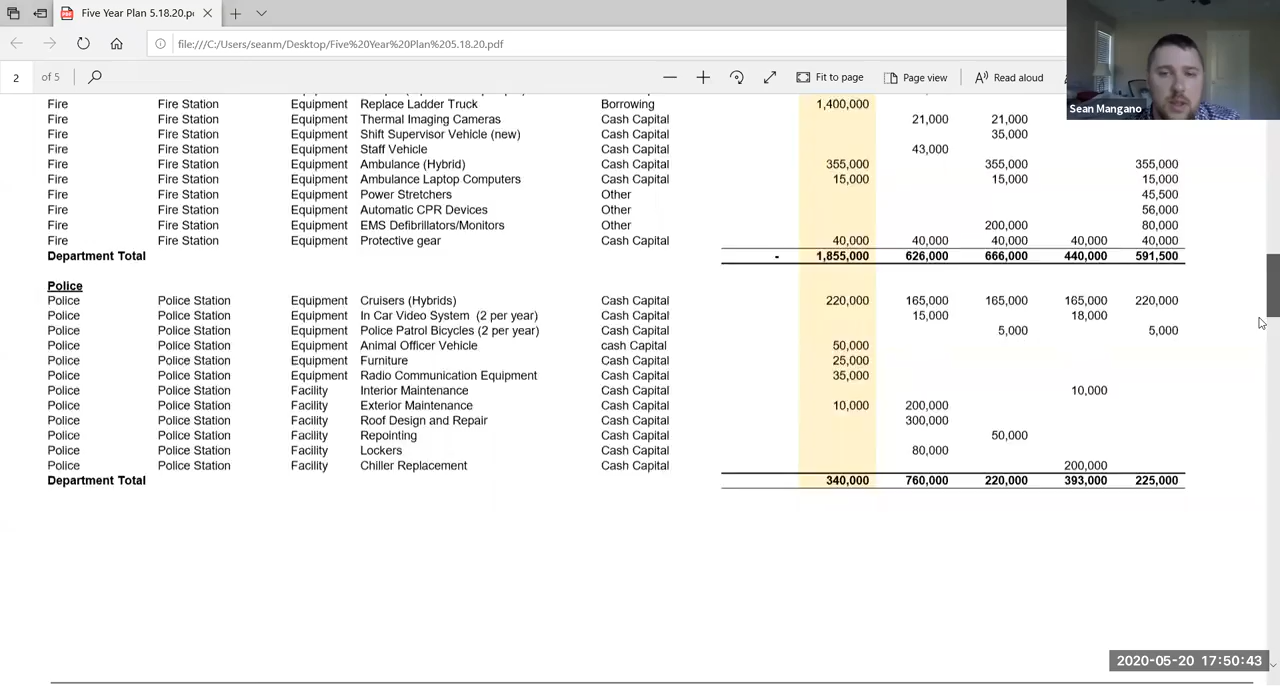 Five Year Plan 5.18.20.p
file:///C:/Users/seanm/Desktop/Five%20Year%20Plan%205.18.20.pdf
2 of 5 Fit to page Page view Read aloud
Sean Mangano
Fire Fire Station Equipment Replace Ladder Truck Borrowing 1,400,000
Fire Fire Station Equipment Thermal Imaging Cameras Cash Capital 21,000 21,000
Fire Fire Station Equipment Shift Supervisor Vehicle (new) Cash Capital 35,000
Fire Fire Station Equipment Staff Vehicle Cash Capital 43,000
Fire Fire Station Equipment Ambulance (Hybrid) Cash Capital 355,000 355,000 355,000
Fire Fire Station Equipment Ambulance Laptop Computers Cash Capital 15,000 15,000 15,000
Fire Fire Station Equipment Power Stretchers Other 45,500
Fire Fire Station Equipment Automatic CPR Devices Other 56,000
Fire Fire Station Equipment EMS Defibrillators/Monitors Other 200,000 80,000
Fire Fire Station Equipment Protective gear Cash Capital 40,000 40,000 40,000 40,000 40,000
Department Total - 1,855,000 626,000 666,000 440,000 591,500
Police
Police Police Station Equipment Cruisers (Hybrids) Cash Capital 220,000 165,000 165,000 165,000 220,000
Police Police Station Equipment In Car Video System (2 per year) Cash Capital 15,000 18,000
Police Police Station Equipment Police Patrol Bicycles (2 per year) Cash Capital 5,000 5,000
Police Police Station Equipment Animal Officer Vehicle cash Capital 50,000
Police Police Station Equipment Furniture Cash Capital 25,000
Police Police Station Equipment Radio Communication Equipment Cash Capital 35,000
Police Police Station Facility Interior Maintenance Cash Capital 10,000
Police Police Station Facility Exterior Maintenance Cash Capital 10,000 200,000
Police Police Station Facility Roof Design and Repair Cash Capital 300,000
Police Police Station Facility Repointing Cash Capital 50,000
Police Police Station Facility Lockers Cash Capital 80,000
Police Police Station Facility Chiller Replacement Cash Capital 200,000
Department Total 340,000 760,000 220,000 393,000 225,000
2020-05-20 17:50:43